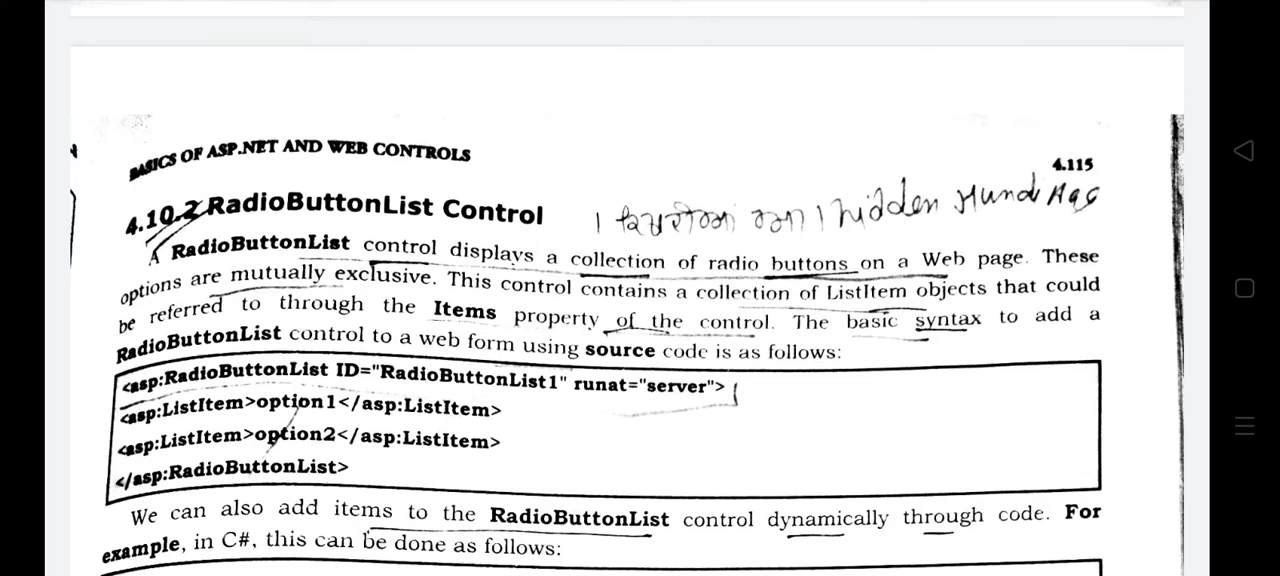 BASICS OF ASP.NET AND WEB CONTROLS
4.115
4.10.2 RadioButtonList Control
hidden
A RadioButtonList control displays a collection of radio buttons on a Web page. These
options are mutually exclusive. This control contains a collection of ListItem objects that could
be referred to through the Items property of the control. The basic syntax to add a
RadioButtonList control to a web form using source code is as follows:
<asp:RadioButtonList ID="RadioButtonList1" runat="server">
<asp:ListItem>option1</asp:ListItem>
<asp:ListItem>option2</asp:ListItem>
</asp:RadioButtonList>
We can also add items to the RadioButtonList control dynamically through code. For
example, in C#, this can be done as follows: